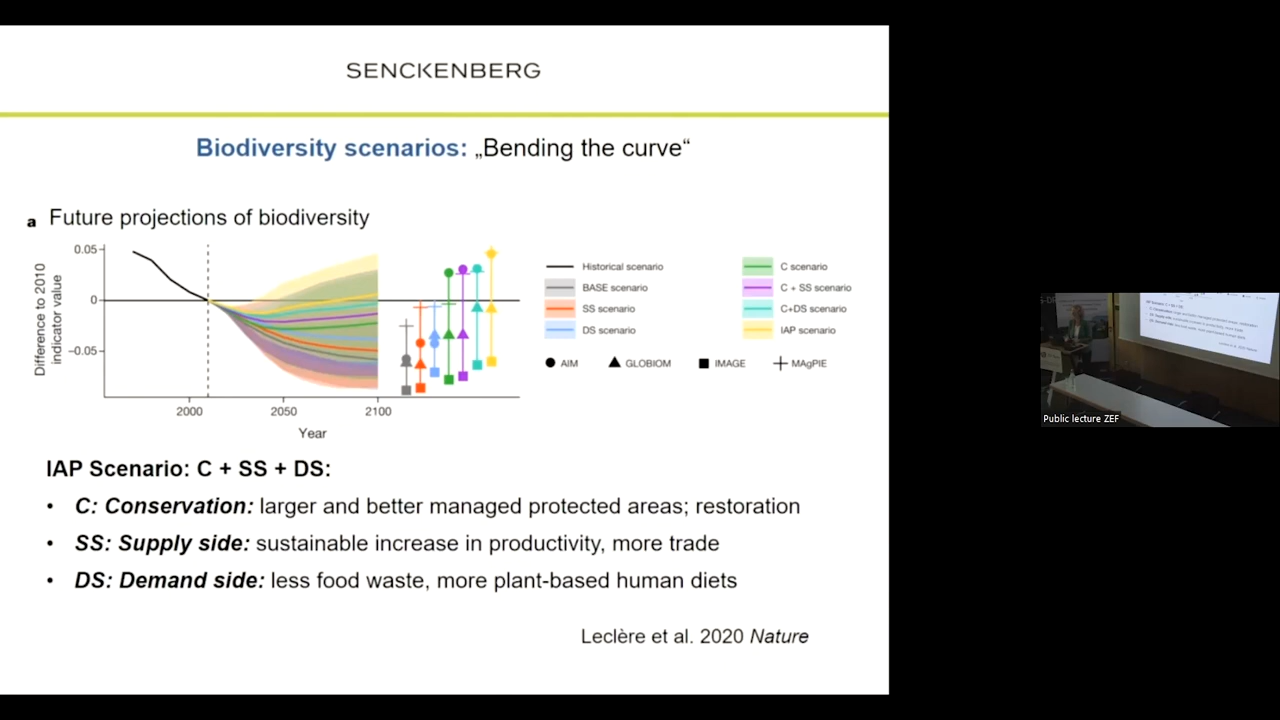 SENCKENBERG
Biodiversity scenarios: „Bending the curve“
a Future projections of biodiversity
Difference to 2010
indicator value
0.05
0
−0.05
2000
2050
2100
Year
Historical scenario
BASE scenario
SS scenario
DS scenario
C scenario
C + SS scenario
C+DS scenario
IAP scenario
AIM
GLOBIOM
IMAGE
MAgPIE
IAP Scenario: C + SS + DS:
• C: Conservation: larger and better managed protected areas; restoration
• SS: Supply side: sustainable increase in productivity, more trade
• DS: Demand side: less food waste, more plant-based human diets
Leclère et al. 2020 Nature
Public lecture ZEF